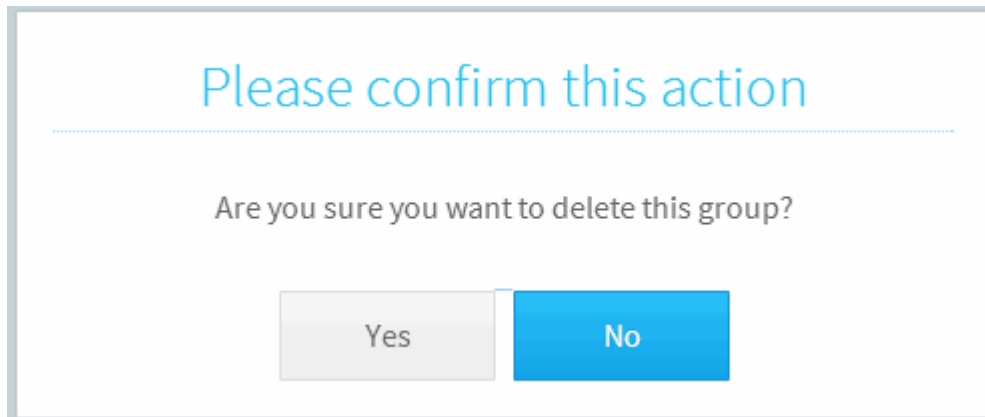 Please confirm this action
Are you sure you want to delete this group?
Yes No